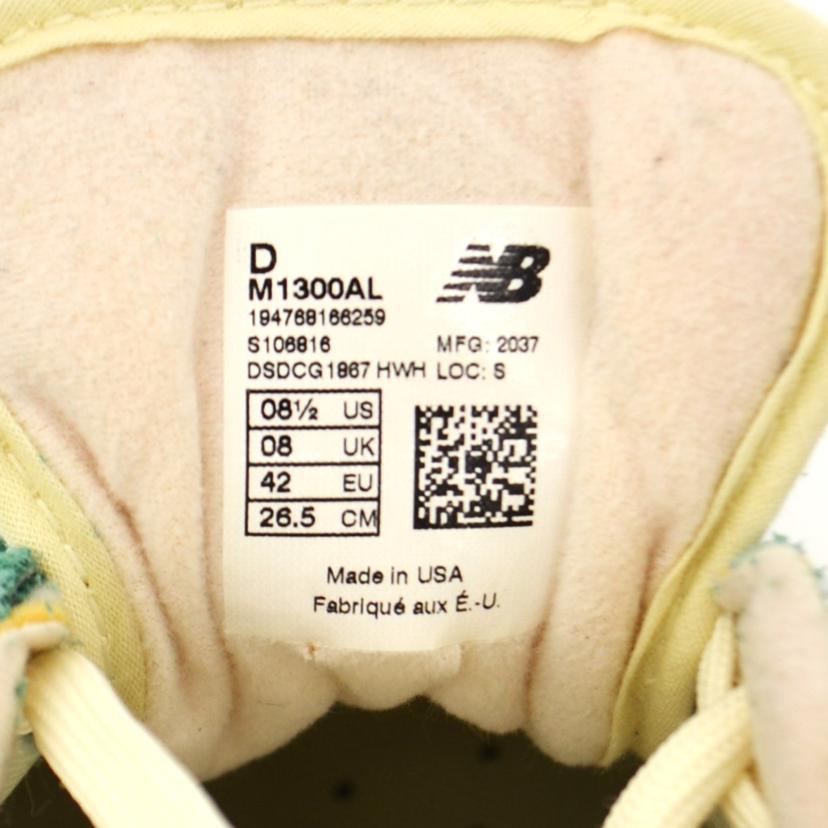 D
NB
M1300AL
194768166259
S106816 MFG: 2037
DSDCG1867 HWH LOC: S
08½ US
08 UK
42 EU
26.5 CM
Made in USA
Fabriqué aux É.-U.